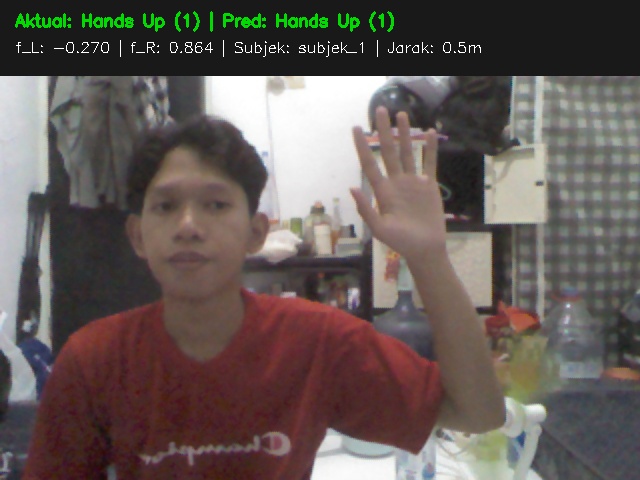 Aktual: Hands Up (1) | Pred: Hands Up (1)
f_L: -0.270 | f_R: 0.864 | Subjek: subjek_1 | Jarak: 0.5m
Champion